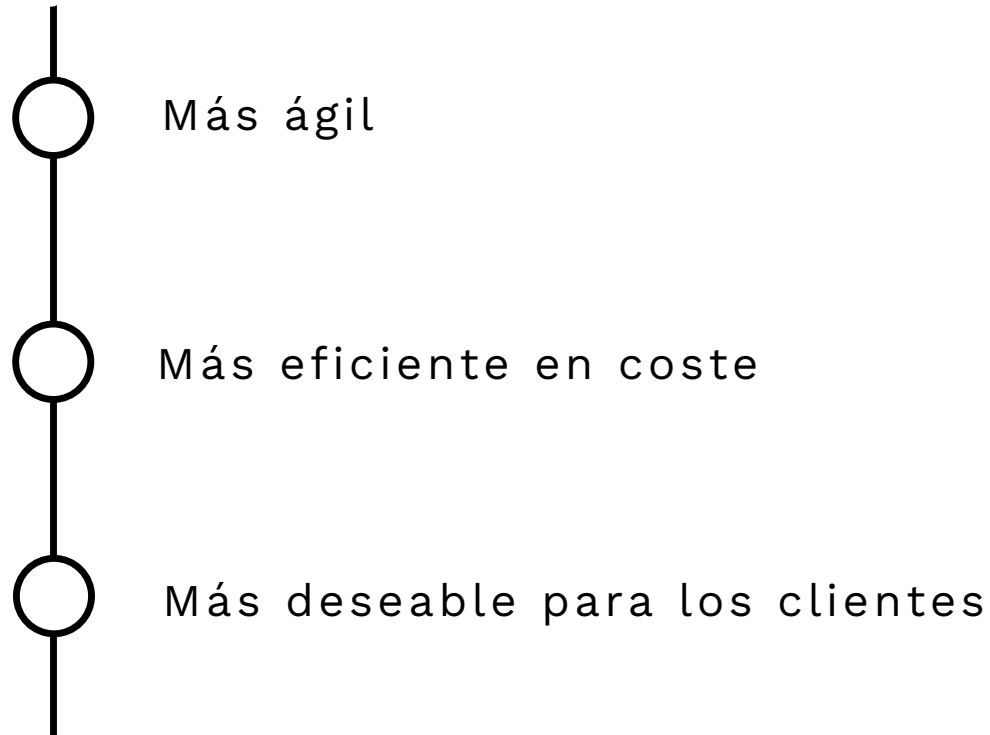 Más ágil
Más eficiente en coste
Más deseable para los clientes